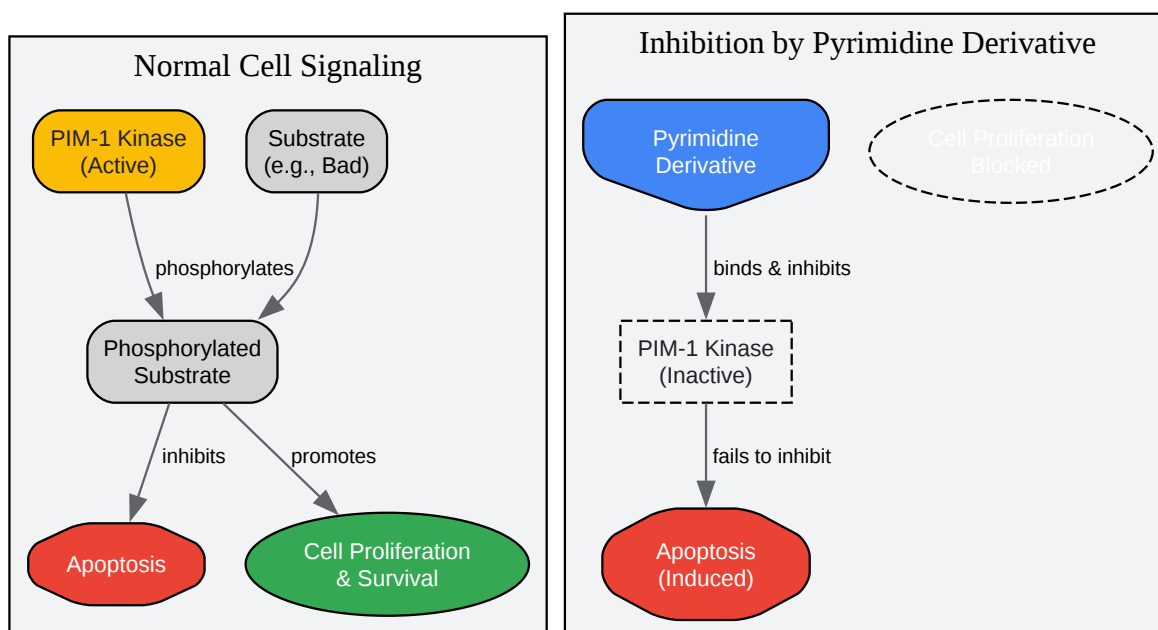 Normal Cell Signaling
PIM-1 Kinase
(Active)
Substrate
(e.g., Bad)
phosphorylates
Phosphorylated
Substrate
inhibits
promotes
Apoptosis
Cell Proliferation
& Survival
Inhibition by Pyrimidine Derivative
Pyrimidine
Derivative
Cell Proliferation
Blocked
binds & inhibits
PIM-1 Kinase
(Inactive)
fails to inhibit
Apoptosis
(Induced)